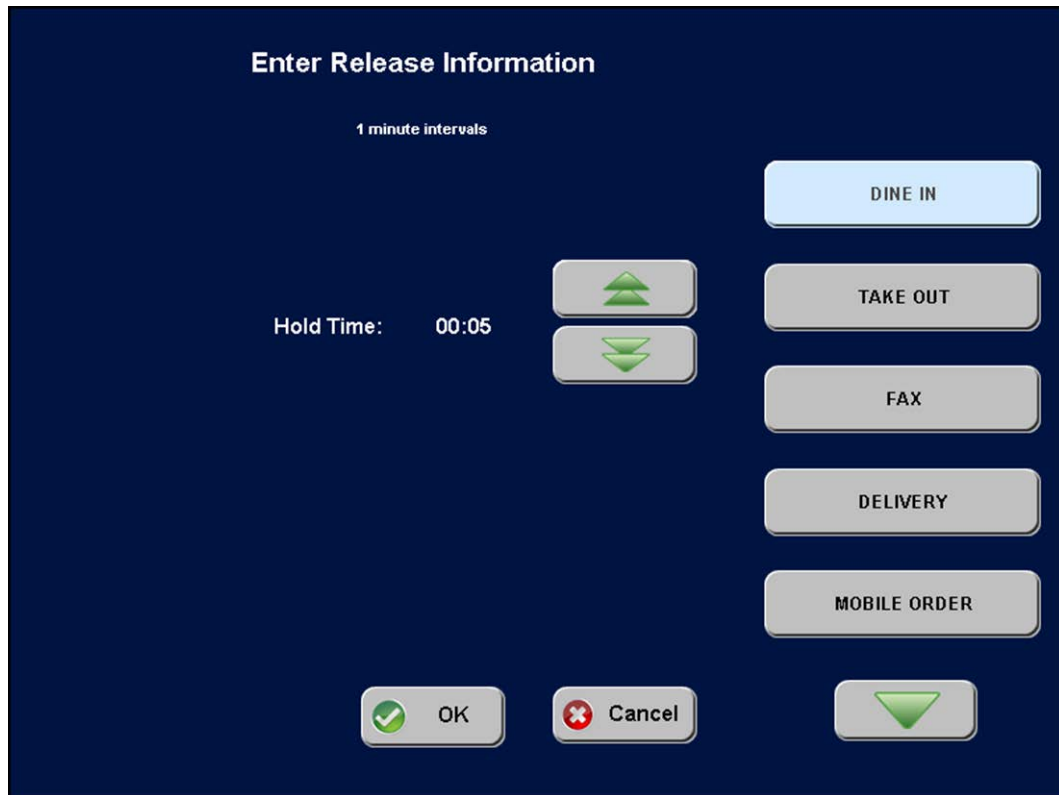 Enter Release Information
1 minute intervals
DINE IN
TAKE OUT
Hold Time: 00:05
FAX
DELIVERY
MOBILE ORDER
OK
Cancel